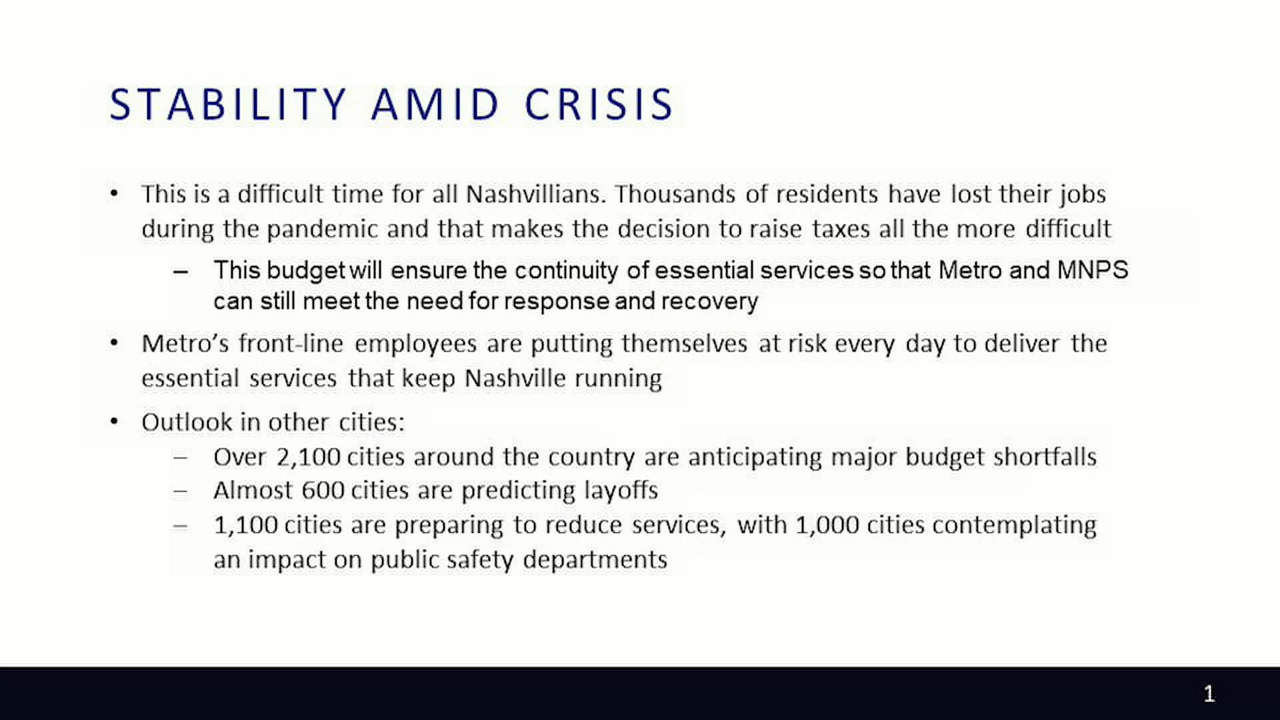 STABILITY AMID CRISIS
• This is a difficult time for all Nashvillians. Thousands of residents have lost their jobs
during the pandemic and that makes the decision to raise taxes all the more difficult
– This budget will ensure the continuity of essential services so that Metro and MNPS
can still meet the need for response and recovery
• Metro’s front-line employees are putting themselves at risk every day to deliver the
essential services that keep Nashville running
• Outlook in other cities:
– Over 2,100 cities around the country are anticipating major budget shortfalls
– Almost 600 cities are predicting layoffs
– 1,100 cities are preparing to reduce services, with 1,000 cities contemplating
an impact on public safety departments
1